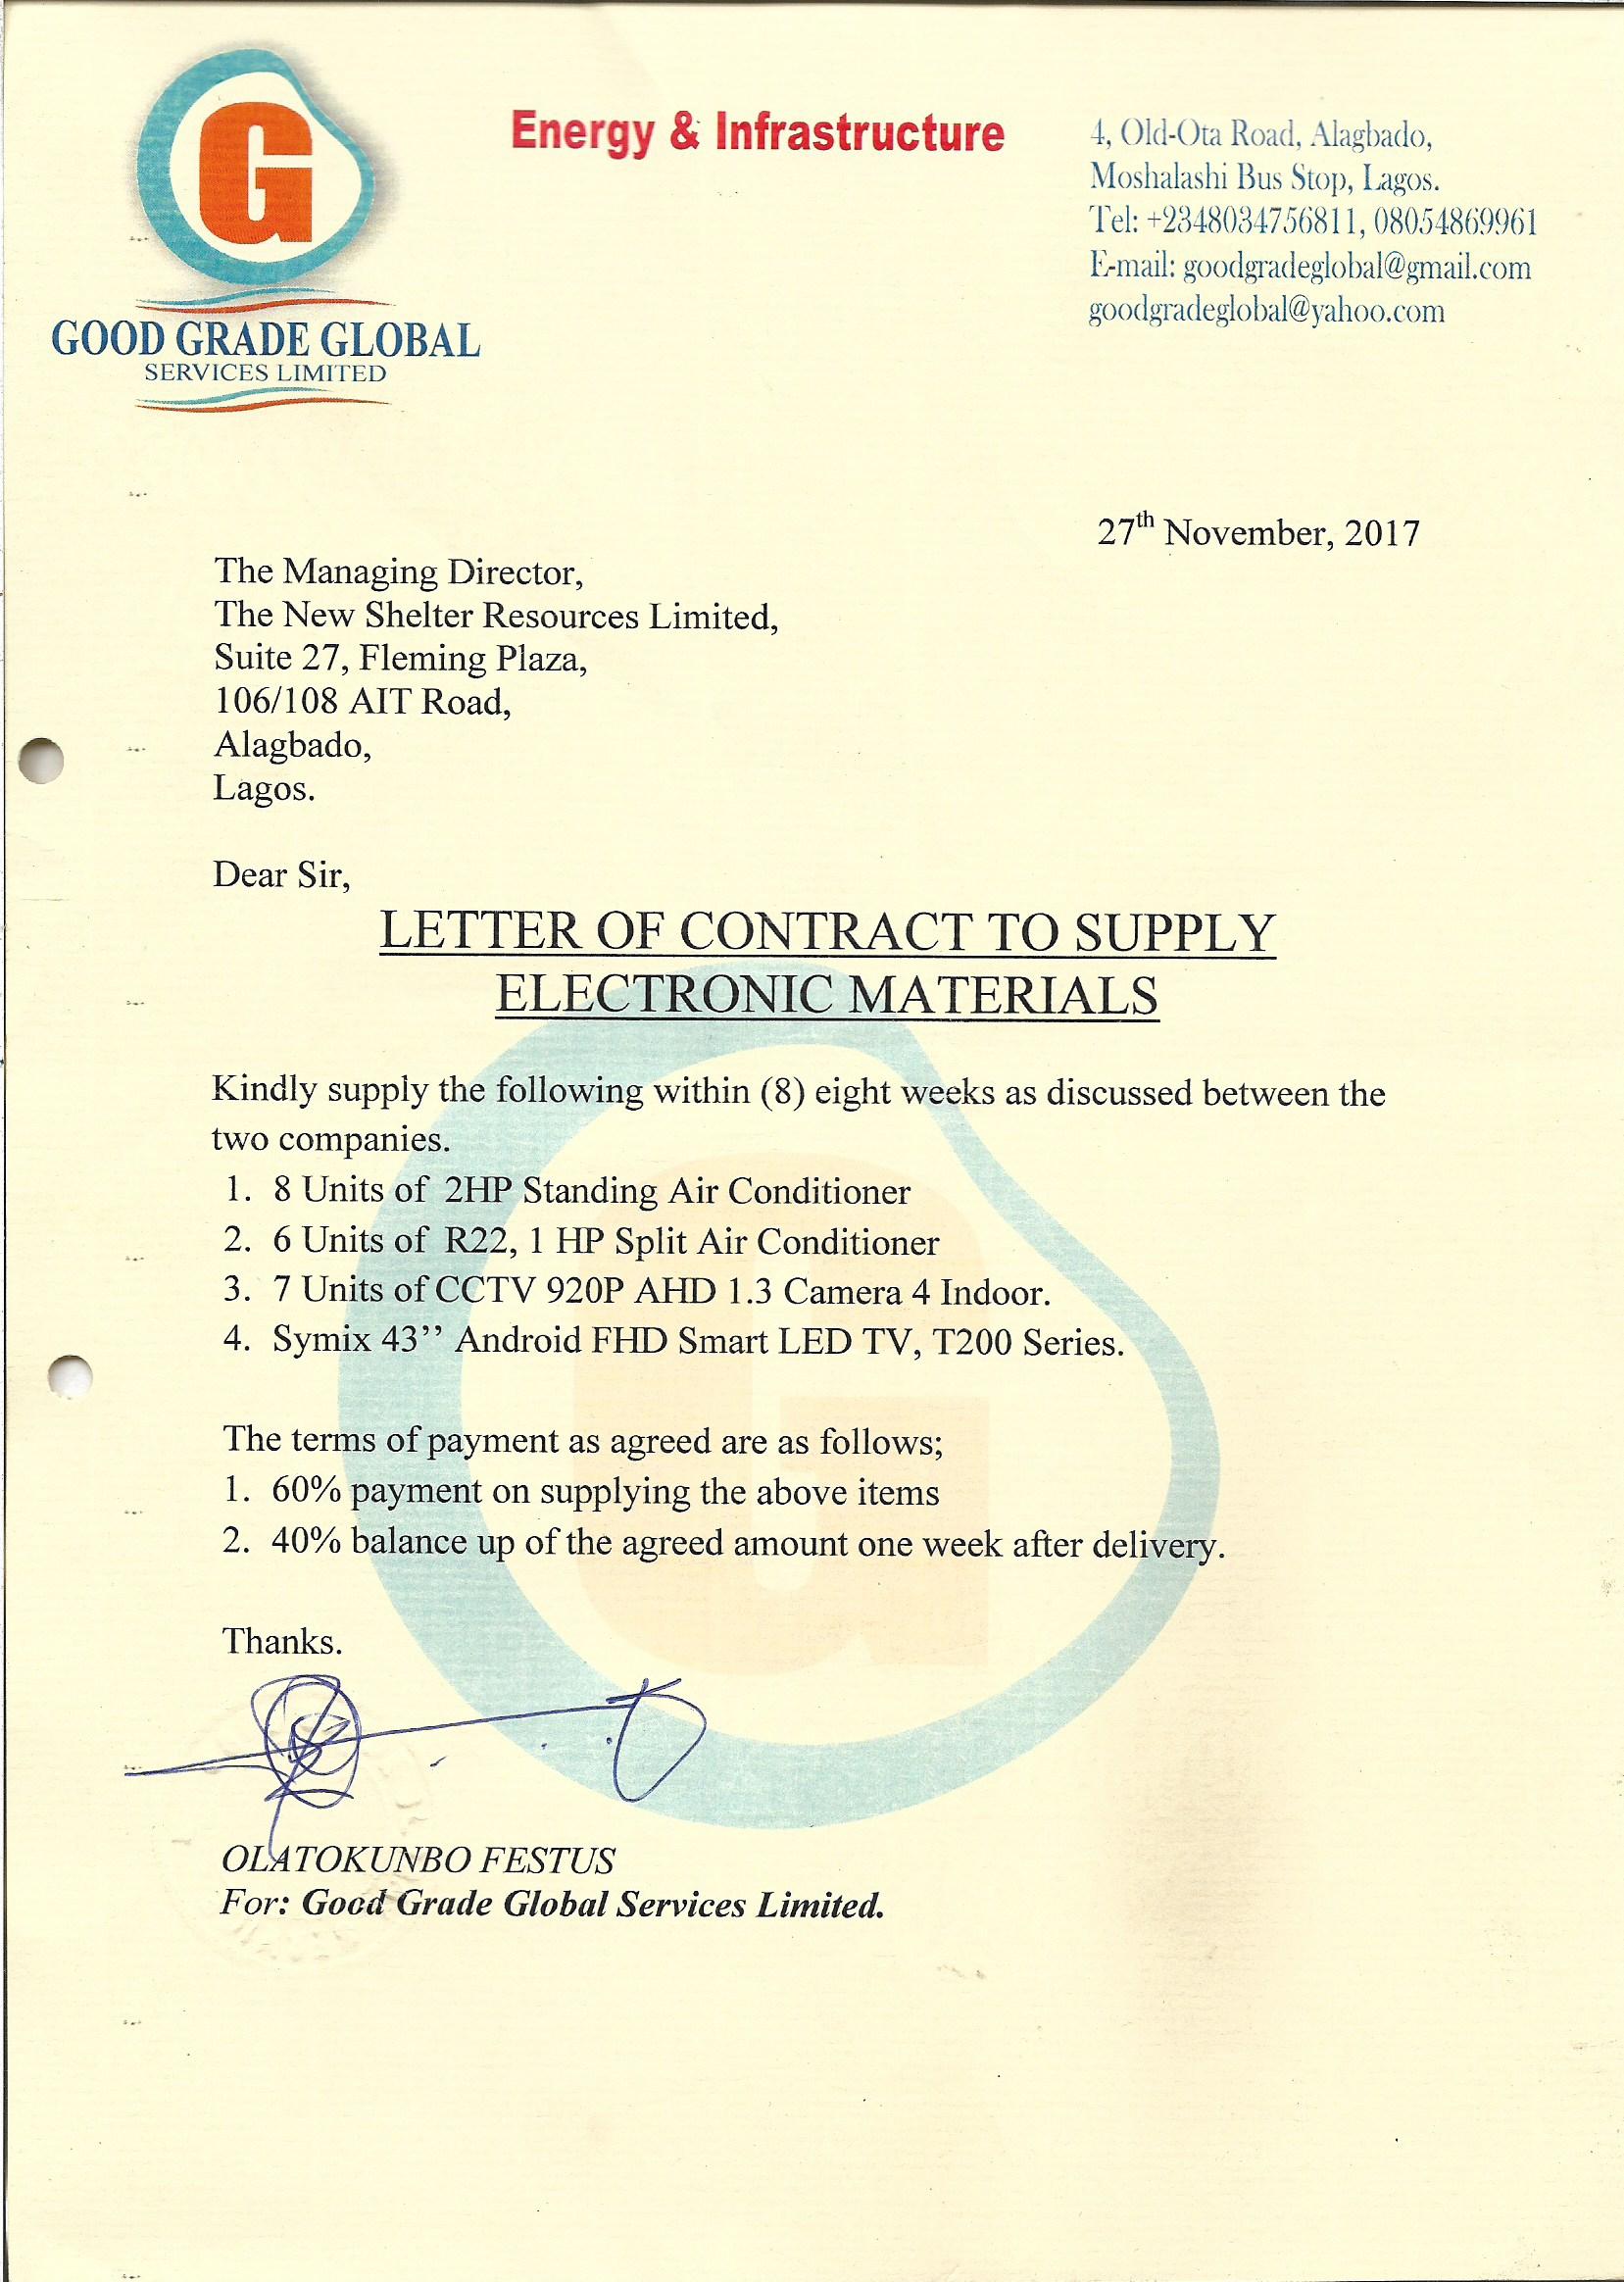 G
Energy & Infrastructure
4, Old-Ota Road, Alagbado,
Moshalashi Bus Stop, Lagos.
Tel: +2348034756811, 08054869961
E-mail: goodgradeglobal@gmail.com
goodgradeglobal@yahoo.com
GOOD GRADE GLOBAL
SERVICES LIMITED
27th November, 2017
The Managing Director,
The New Shelter Resources Limited,
Suite 27, Fleming Plaza,
106/108 AIT Road,
Alagbado,
Lagos.
Dear Sir,
LETTER OF CONTRACT TO SUPPLY
ELECTRONIC MATERIALS
Kindly supply the following within (8) eight weeks as discussed between the
two companies.
1. 8 Units of 2HP Standing Air Conditioner
2. 6 Units of R22, 1 HP Split Air Conditioner
3. 7 Units of CCTV 920P AHD 1.3 Camera 4 Indoor.
4. Symix 43’’ Android FHD Smart LED TV, T200 Series.
The terms of payment as agreed are as follows;
1. 60% payment on supplying the above items
2. 40% balance up of the agreed amount one week after delivery.
Thanks.
OLATOKUNBO FESTUS
For: Good Grade Global Services Limited.